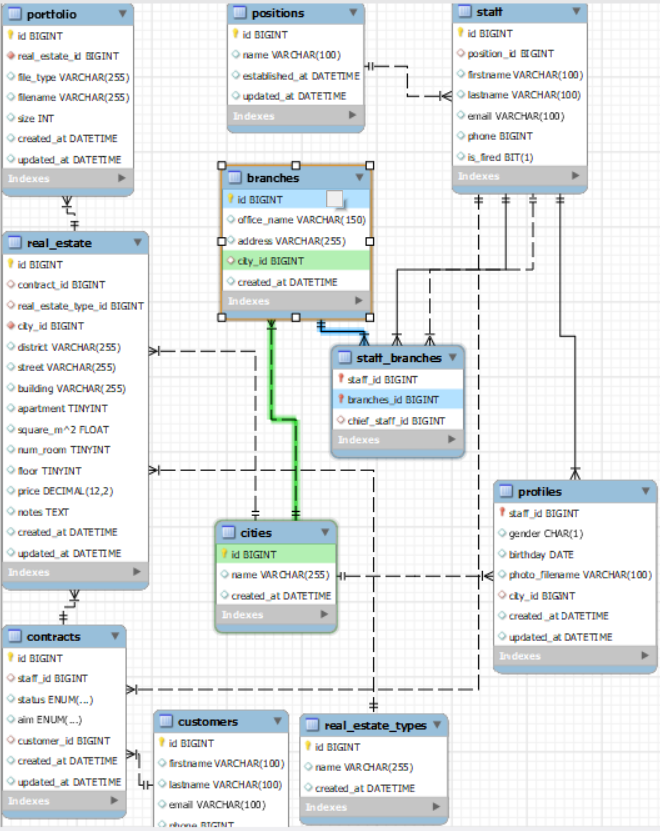 portfolio
id BIGINT
real_estate_id BIGINT
file_type VARCHAR(255)
filename VARCHAR(255)
size INT
created_at DATETIME
updated_at DATETIME
Indexes
positions
id BIGINT
name VARCHAR(100)
established_at DATETIME
updated_at DATETIME
Indexes
staff
id BIGINT
position_id BIGINT
firstname VARCHAR(100)
lastname VARCHAR(100)
email VARCHAR(100)
phone BIGINT
is_fired BIT(1)
Indexes
branches
id BIGINT
office_name VARCHAR(150)
address VARCHAR(255)
city_id BIGINT
created_at DATETIME
Indexes
real_estate
id BIGINT
contract_id BIGINT
real_estate_type_id BIGINT
city_id BIGINT
district VARCHAR(255)
street VARCHAR(255)
building VARCHAR(255)
apartment TINYINT
square_m^2 FLOAT
num_room TINYINT
floor TINYINT
price DECIMAL(12,2)
notes TEXT
created_at DATETIME
updated_at DATETIME
Indexes
staff_branches
staff_id BIGINT
branches_id BIGINT
chief_staff_id BIGINT
Indexes
cities
id BIGINT
name VARCHAR(255)
created_at DATETIME
Indexes
profiles
staff_id BIGINT
gender CHAR(1)
birthday DATE
photo_filename VARCHAR(100)
city_id BIGINT
created_at DATETIME
updated_at DATETIME
Indexes
contracts
id BIGINT
staff_id BIGINT
status ENUM(...)
aim ENUM(...)
customer_id BIGINT
created_at DATETIME
updated_at DATETIME
Indexes
customers
id BIGINT
firstname VARCHAR(100)
lastname VARCHAR(100)
email VARCHAR(100)
phone BIGINT
real_estate_types
id BIGINT
name VARCHAR(255)
created_at DATETIME
Indexes